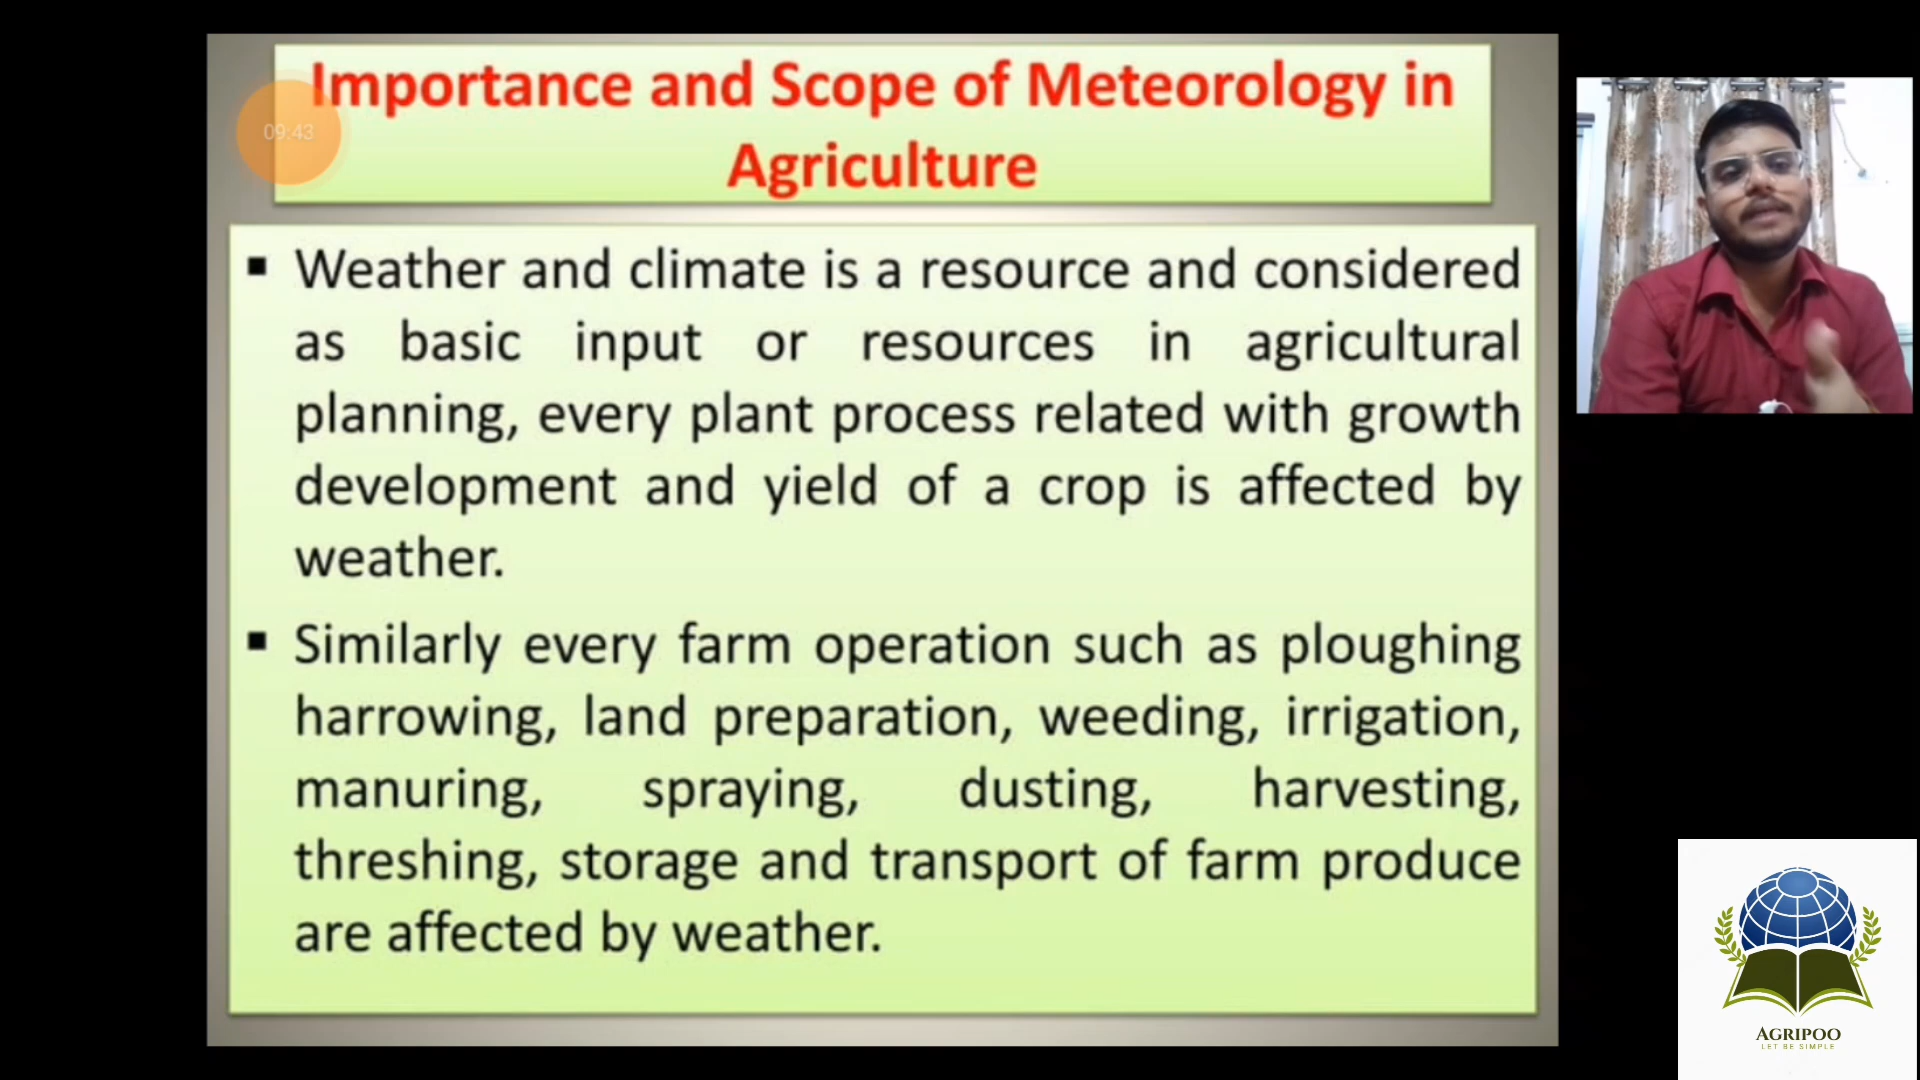 Importance and Scope of Meteorology in
Agriculture
09:43
▪ Weather and climate is a resource and considered
as basic input or resources in agricultural
planning, every plant process related with growth
development and yield of a crop is affected by
weather.
▪ Similarly every farm operation such as ploughing
harrowing, land preparation, weeding, irrigation,
manuring, spraying, dusting, harvesting,
threshing, storage and transport of farm produce
are affected by weather.
AGRIPOO
LET BE SIMPLE